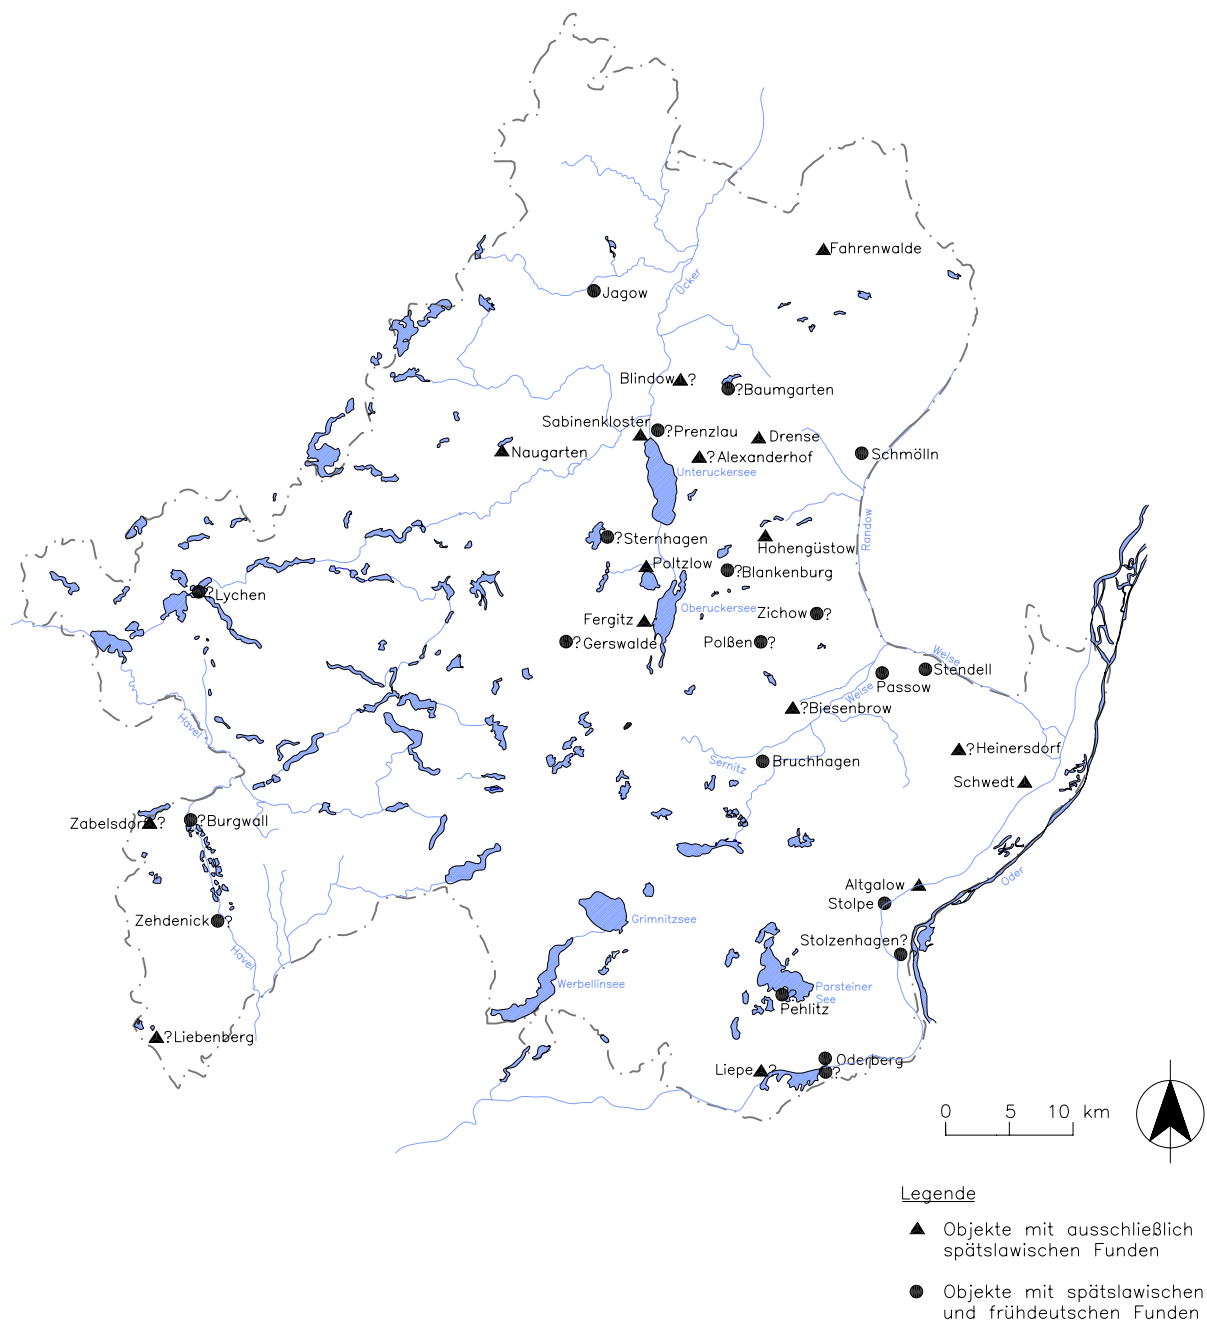 Fahrenwalde
Ücker
Jagow
Blindow ?
?Baumgarten
Sabinenkloster
?Prenzlau
Drense
Naugarten
?Alexanderhof
Schmölln
Unteruckersee
Randow
?Sternhagen
Hohengüstow
Poltzlow
?Blankenburg
?Lychen
Oberuckersee
Zichow ?
Fergitz
?Gerswalde
Polßen ?
Welse
Stendell
Passow
Welse
Havel
?Biesenbrow
?Heinersdorf
Sernitz
Bruchhagen
Schwedt
Zabelsdorf ?
?Burgwall
Oder
Altgalow
Stolpe
Zehdenick ?
Grimnitzsee
Stolzenhagen?
Havel
Werbellinsee
Parsteiner
See
?
Pehlitz
?Liebenberg
Oderberg
Liepe ?
?
0 5 10 km
Legende
Objekte mit ausschließlich
spätslawischen Funden
Objekte mit spätslawischen
und frühdeutschen Funden